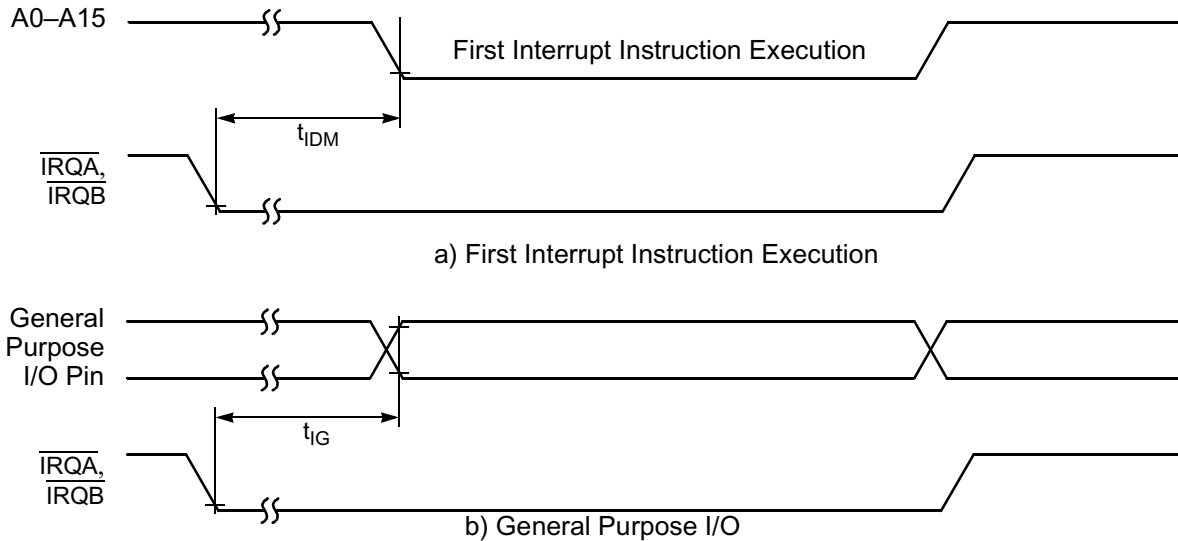 A0–A15
First Interrupt Instruction Execution
tIDM
IRQA,
IRQB
a) First Interrupt Instruction Execution
General
Purpose
I/O Pin
tIG
IRQA,
IRQB
b) General Purpose I/O